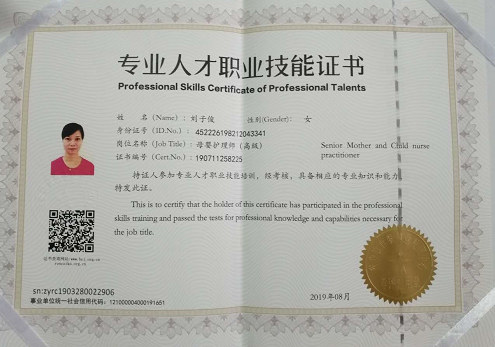 专业人才职业技能证书
Professional Skills Certificate of Professional Talents
姓 名(Name):刘子俊 性别(Gender): 女
身份证号(ID.No.): 452226198212043341
岗位名称(Job Title):母婴护理师(高级) Senior Mother and Child nurse
practitioner
证书编号(Cert.No.):190711258225
持证人参加专业人才职业技能培训,经考核,具备相应的专业知识和能力
特发此证。
This is to certify that the holder of this certificate has participated in the professional
skills training and passed the tests for professional knowledge and capabilities necessary for
the job title.
sn:zyrc1903280022906
事业单位统一社会信用代码:121000004000191651
2019年08月